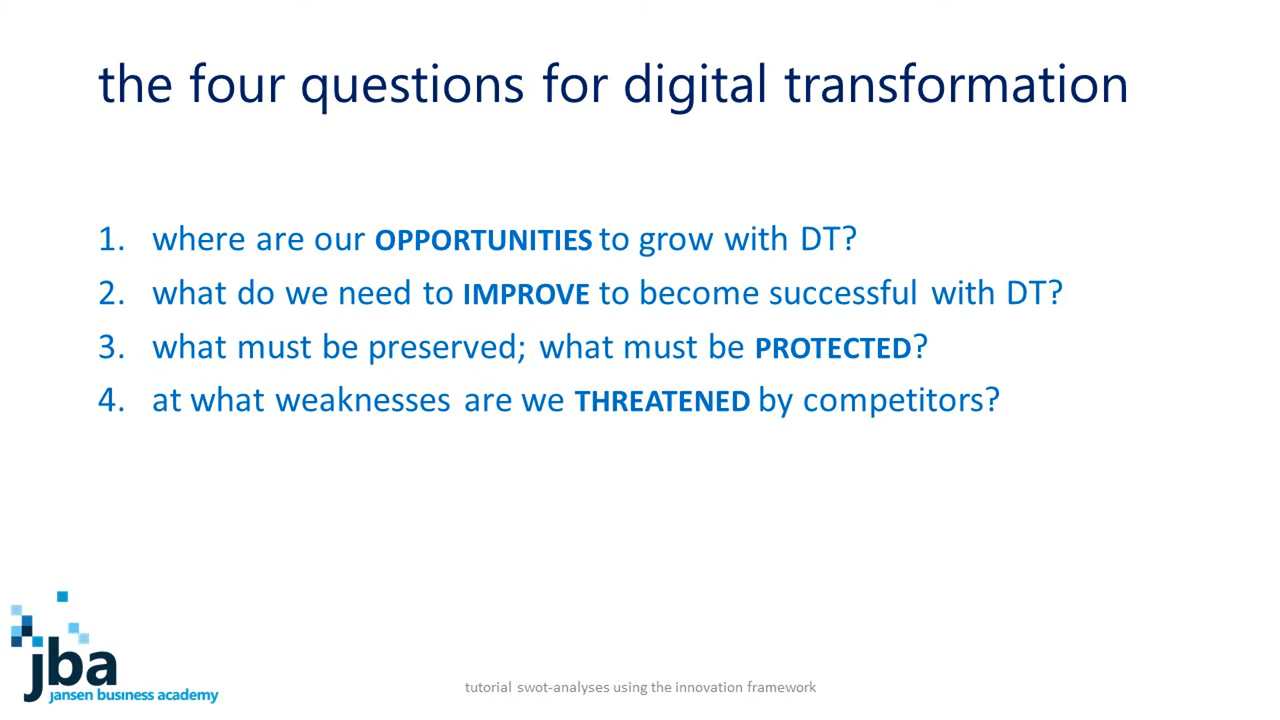 the four questions for digital transformation
1. where are our OPPORTUNITIES to grow with DT?
2. what do we need to IMPROVE to become successful with DT?
3. what must be preserved; what must be PROTECTED?
4. at what weaknesses are we THREATENED by competitors?
jba
jansen business academy
tutorial swot-analyses using the innovation framework